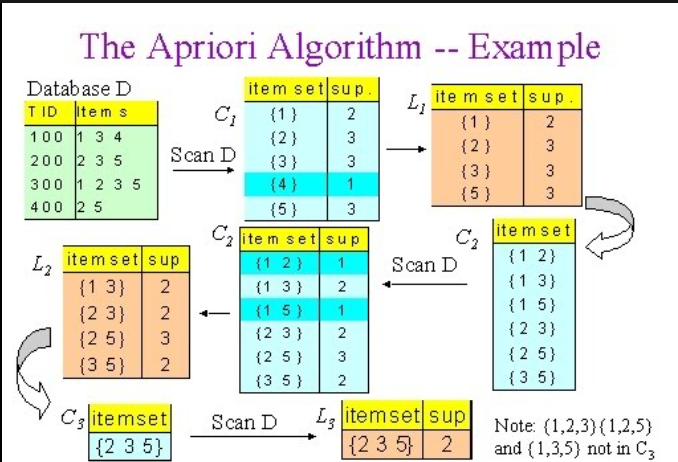 The Apriori Algorithm -- Example
Database D
TID Items
100 1 3 4
200 2 3 5
300 1 2 3 5
400 2 5
Scan D
C1
itemset sup.
{1} 2
{2} 3
{3} 3
{4} 1
{5} 3
L1
itemset sup.
{1} 2
{2} 3
{3} 3
{5} 3
C2
itemset
{1 2}
{1 3}
{1 5}
{2 3}
{2 5}
{3 5}
Scan D
C2
itemset sup
{1 2} 1
{1 3} 2
{1 5} 1
{2 3} 2
{2 5} 3
{3 5} 2
L2
itemset sup
{1 3} 2
{2 3} 2
{2 5} 3
{3 5} 2
C3
itemset
{2 3 5}
Scan D
L3
itemset sup
{2 3 5} 2
Note: {1,2,3}{1,2,5}
and {1,3,5} not in C3